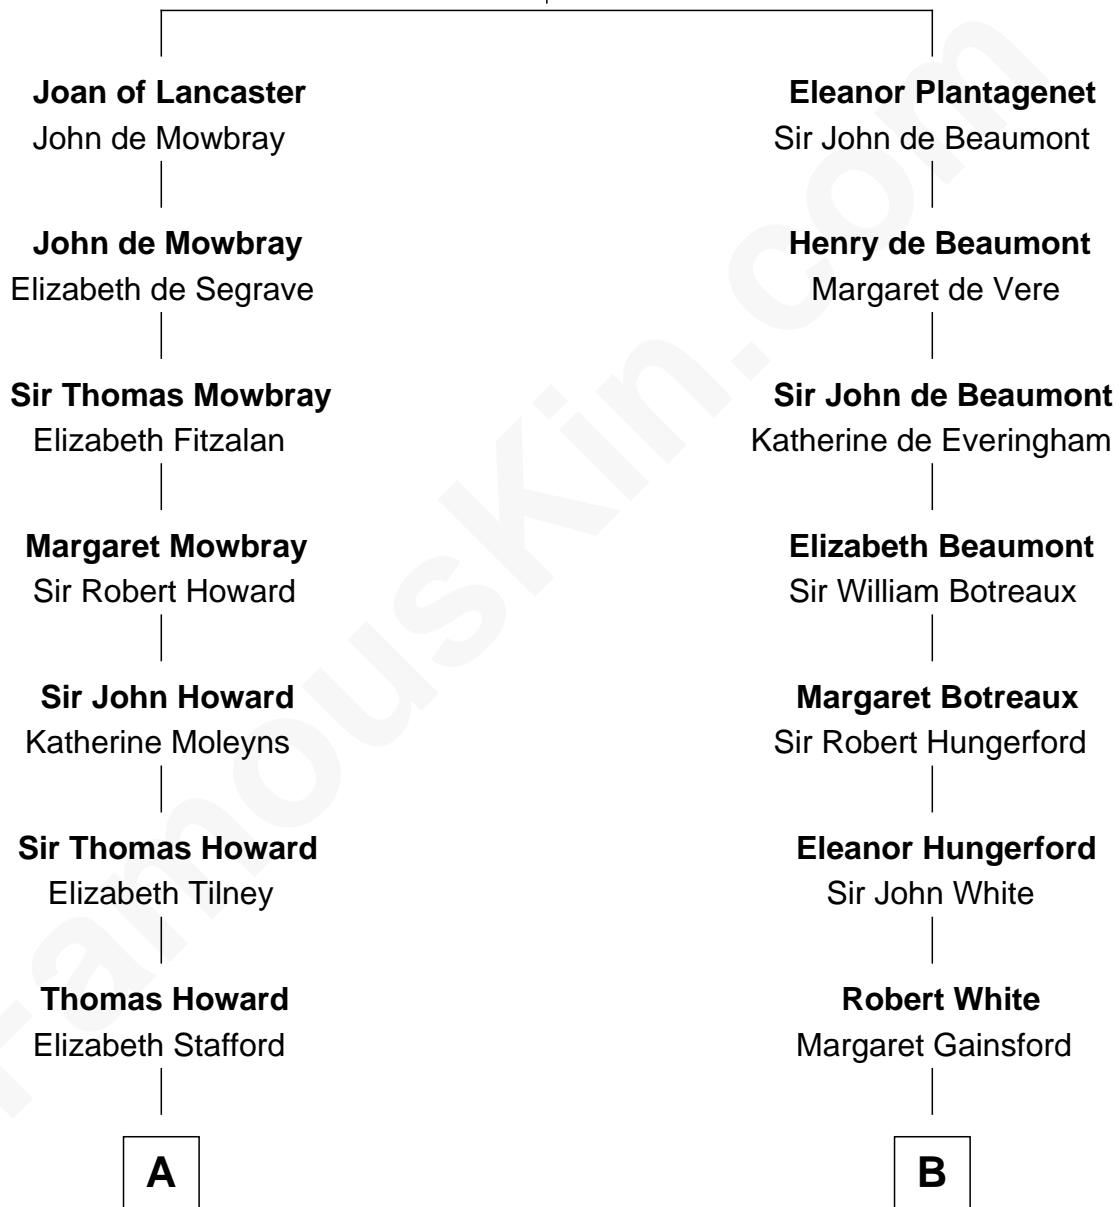 Joan of Lancaster
John de Mowbray
John de Mowbray
Elizabeth de Segrave
Sir Thomas Mowbray
Elizabeth Fitzalan
Margaret Mowbray
Sir Robert Howard
Sir John Howard
Katherine Moleyns
Sir Thomas Howard
Elizabeth Tilney
Thomas Howard
Elizabeth Stafford
A
Eleanor Plantagenet
Sir John de Beaumont
Henry de Beaumont
Margaret de Vere
Sir John de Beaumont
Katherine de Everingham
Elizabeth Beaumont
Sir William Botreaux
Margaret Botreaux
Sir Robert Hungerford
Eleanor Hungerford
Sir John White
Robert White
Margaret Gainsford
B
FamousKin.com